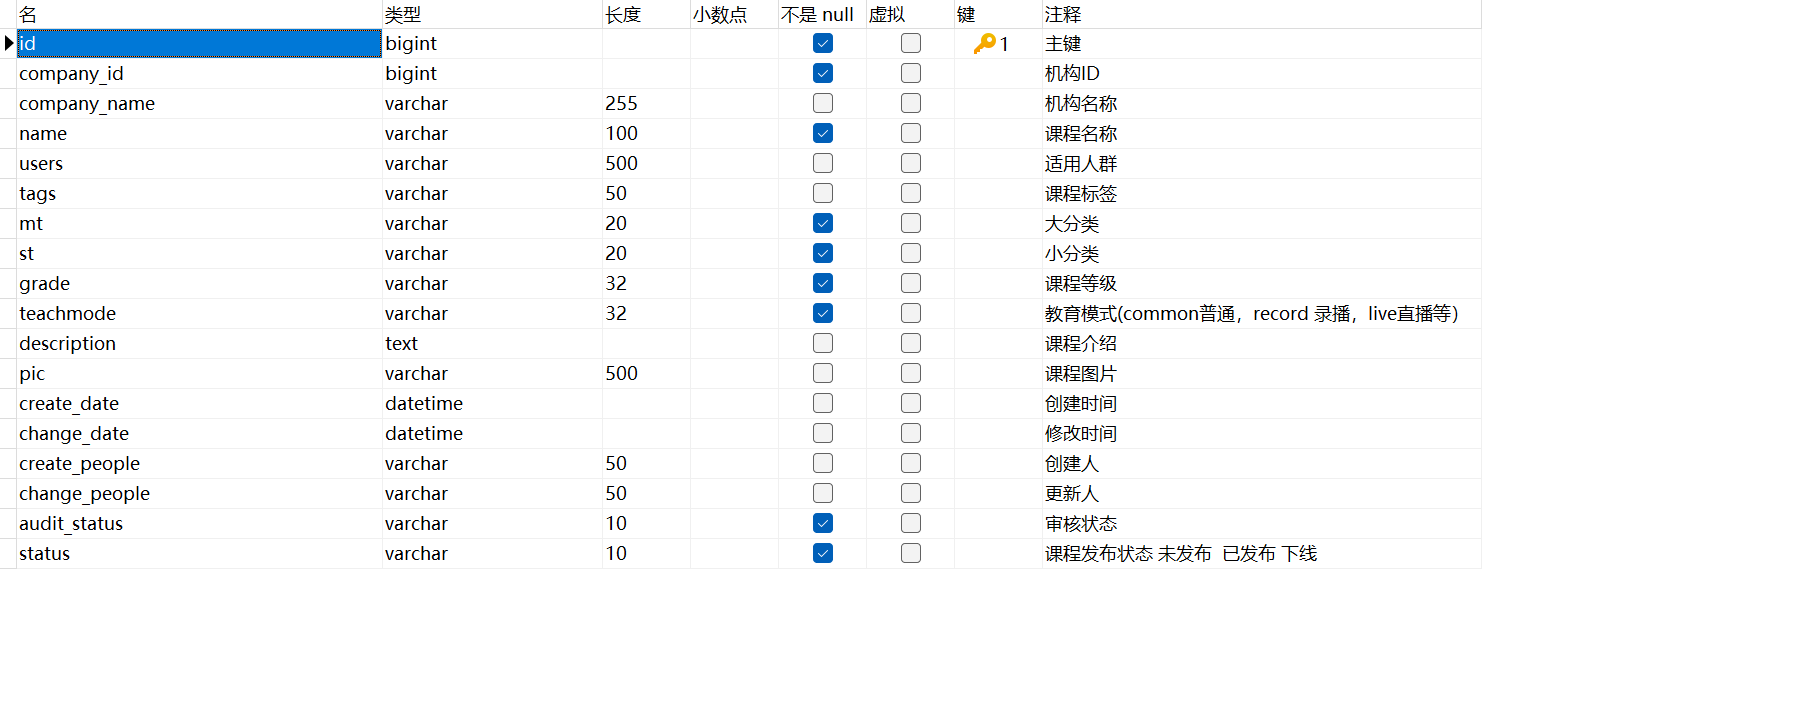 名 类型 长度 小数点 不是 null 虚拟 键 注释
id bigint 1 主键
company_id bigint 机构ID
company_name varchar 255 机构名称
name varchar 100 课程名称
users varchar 500 适用人群
tags varchar 50 课程标签
mt varchar 20 大分类
st varchar 20 小分类
grade varchar 32 课程等级
teachmode varchar 32 教育模式(common普通，record 录播，live直播等）
description text 课程介绍
pic varchar 500 课程图片
create_date datetime 创建时间
change_date datetime 修改时间
create_people varchar 50 创建人
change_people varchar 50 更新人
audit_status varchar 10 审核状态
status varchar 10 课程发布状态 未发布  已发布 下线